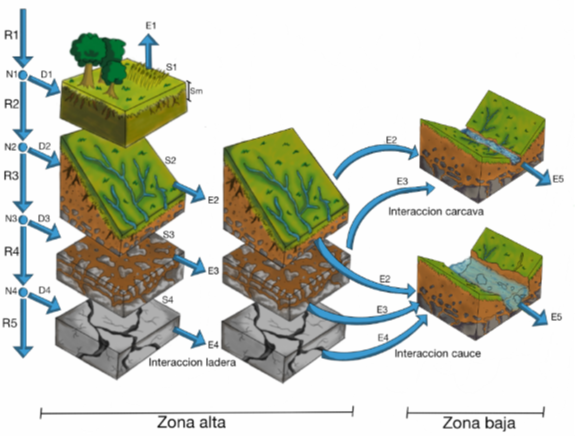 R1
E1
N1
D1
S1
Sm
R2
N2
D2
S2
R3
E2
N3
D3
S3
R4
E3
N4
D4
S4
R5
E4
Interaccion ladera
E2
E3
E5
Interaccion carcava
E2
E3
E4
E5
Interaccion cauce
Zona alta
Zona baja